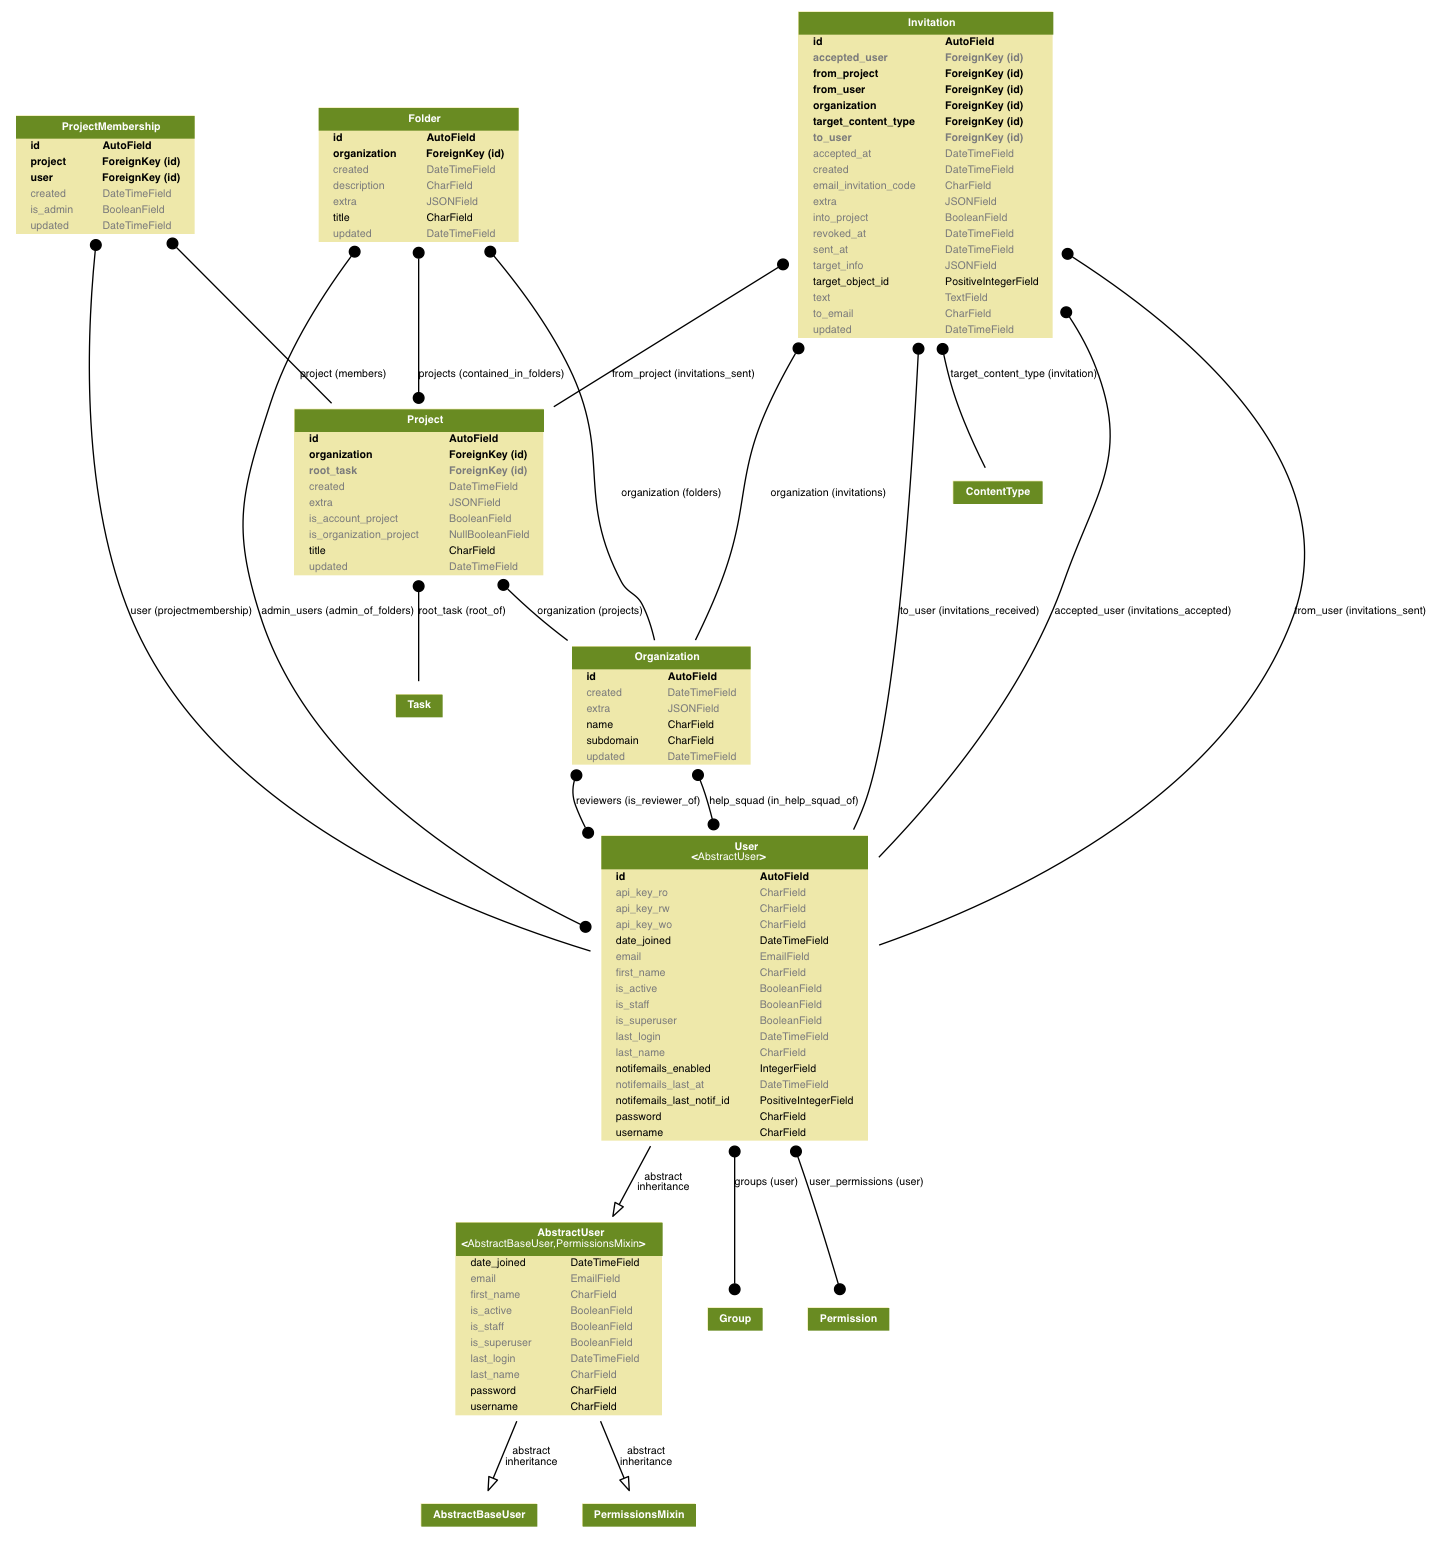 Invitation
id AutoField
accepted_user ForeignKey (id)
from_project ForeignKey (id)
from_user ForeignKey (id)
organization ForeignKey (id)
target_content_type ForeignKey (id)
to_user ForeignKey (id)
accepted_at DateTimeField
created DateTimeField
email_invitation_code CharField
extra JSONField
into_project BooleanField
revoked_at DateTimeField
sent_at DateTimeField
target_info JSONField
target_object_id PositiveIntegerField
text TextField
to_email CharField
updated DateTimeField
ProjectMembership
id AutoField
project ForeignKey (id)
user ForeignKey (id)
created DateTimeField
is_admin BooleanField
updated DateTimeField
Folder
id AutoField
organization ForeignKey (id)
created DateTimeField
description CharField
extra JSONField
title CharField
updated DateTimeField
project (members)
projects (contained_in_folders)
from_project (invitations_sent)
target_content_type (invitation)
Project
id AutoField
organization ForeignKey (id)
root_task ForeignKey (id)
created DateTimeField
extra JSONField
is_account_project BooleanField
is_organization_project NullBooleanField
title CharField
updated DateTimeField
organization (folders)
organization (invitations)
ContentType
user (projectmembership)
admin_users (admin_of_folders)
root_task (root_of)
organization (projects)
to_user (invitations_received)
accepted_user (invitations_accepted)
from_user (invitations_sent)
Task
Organization
id AutoField
created DateTimeField
extra JSONField
name CharField
subdomain CharField
updated DateTimeField
reviewers (is_reviewer_of)
help_squad (in_help_squad_of)
User
<AbstractUser>
id AutoField
api_key_ro CharField
api_key_rw CharField
api_key_wo CharField
date_joined DateTimeField
email EmailField
first_name CharField
is_active BooleanField
is_staff BooleanField
is_superuser BooleanField
last_login DateTimeField
last_name CharField
notifemails_enabled IntegerField
notifemails_last_at DateTimeField
notifemails_last_notif_id PositiveIntegerField
password CharField
username CharField
abstract
inheritance
groups (user)
user_permissions (user)
AbstractUser
<AbstractBaseUser,PermissionsMixin>
date_joined DateTimeField
email EmailField
first_name CharField
is_active BooleanField
is_staff BooleanField
is_superuser BooleanField
last_login DateTimeField
last_name CharField
password CharField
username CharField
Group
Permission
abstract
inheritance
abstract
inheritance
AbstractBaseUser
PermissionsMixin